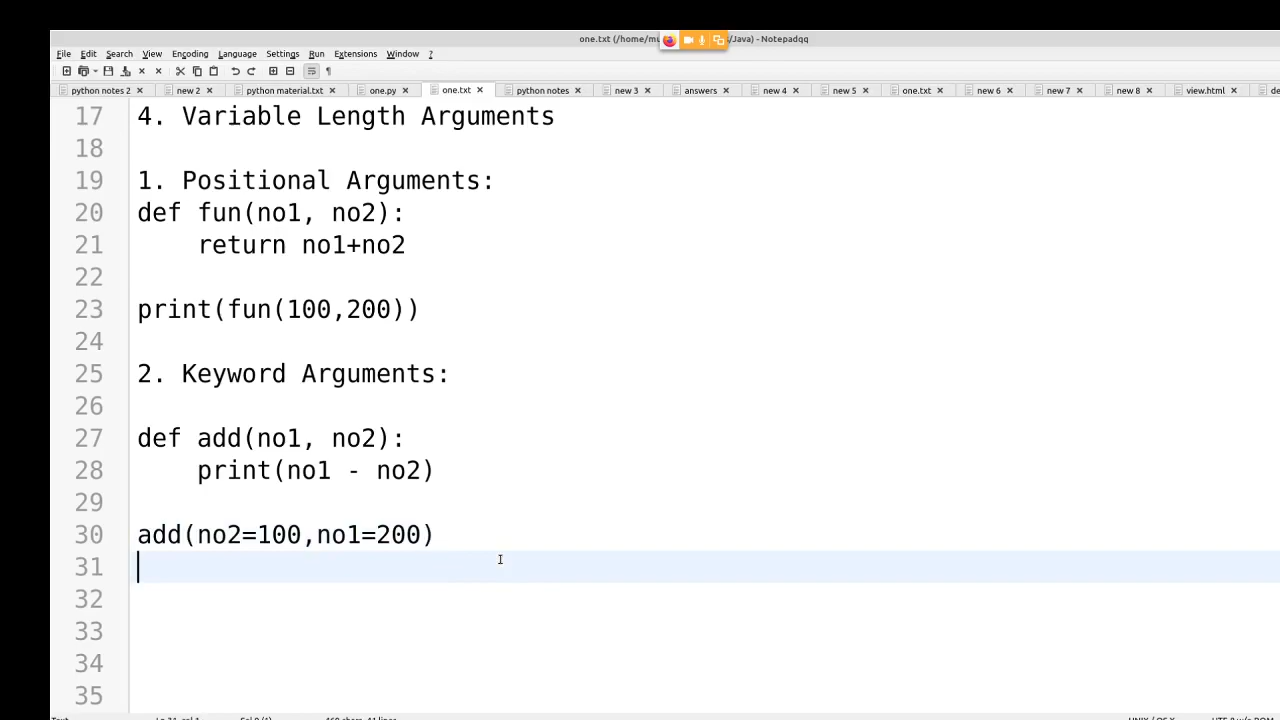 one.txt (/home/mu /Java) - Notepadqq
File Edit Search View Encoding Language Settings Run Extensions Window ?
python notes 2 new 2 python material.txt one.py one.txt python notes new 3 answers new 4 new 5 one.txt new 6 new 7 new 8 view.html de
17 4. Variable Length Arguments
18
19 1. Positional Arguments:
20 def fun(no1, no2):
21 return no1+no2
22
23 print(fun(100,200))
24
25 2. Keyword Arguments:
26
27 def add(no1, no2):
28 print(no1 - no2)
29
30 add(no2=100,no1=200)
31
32
33
34
35